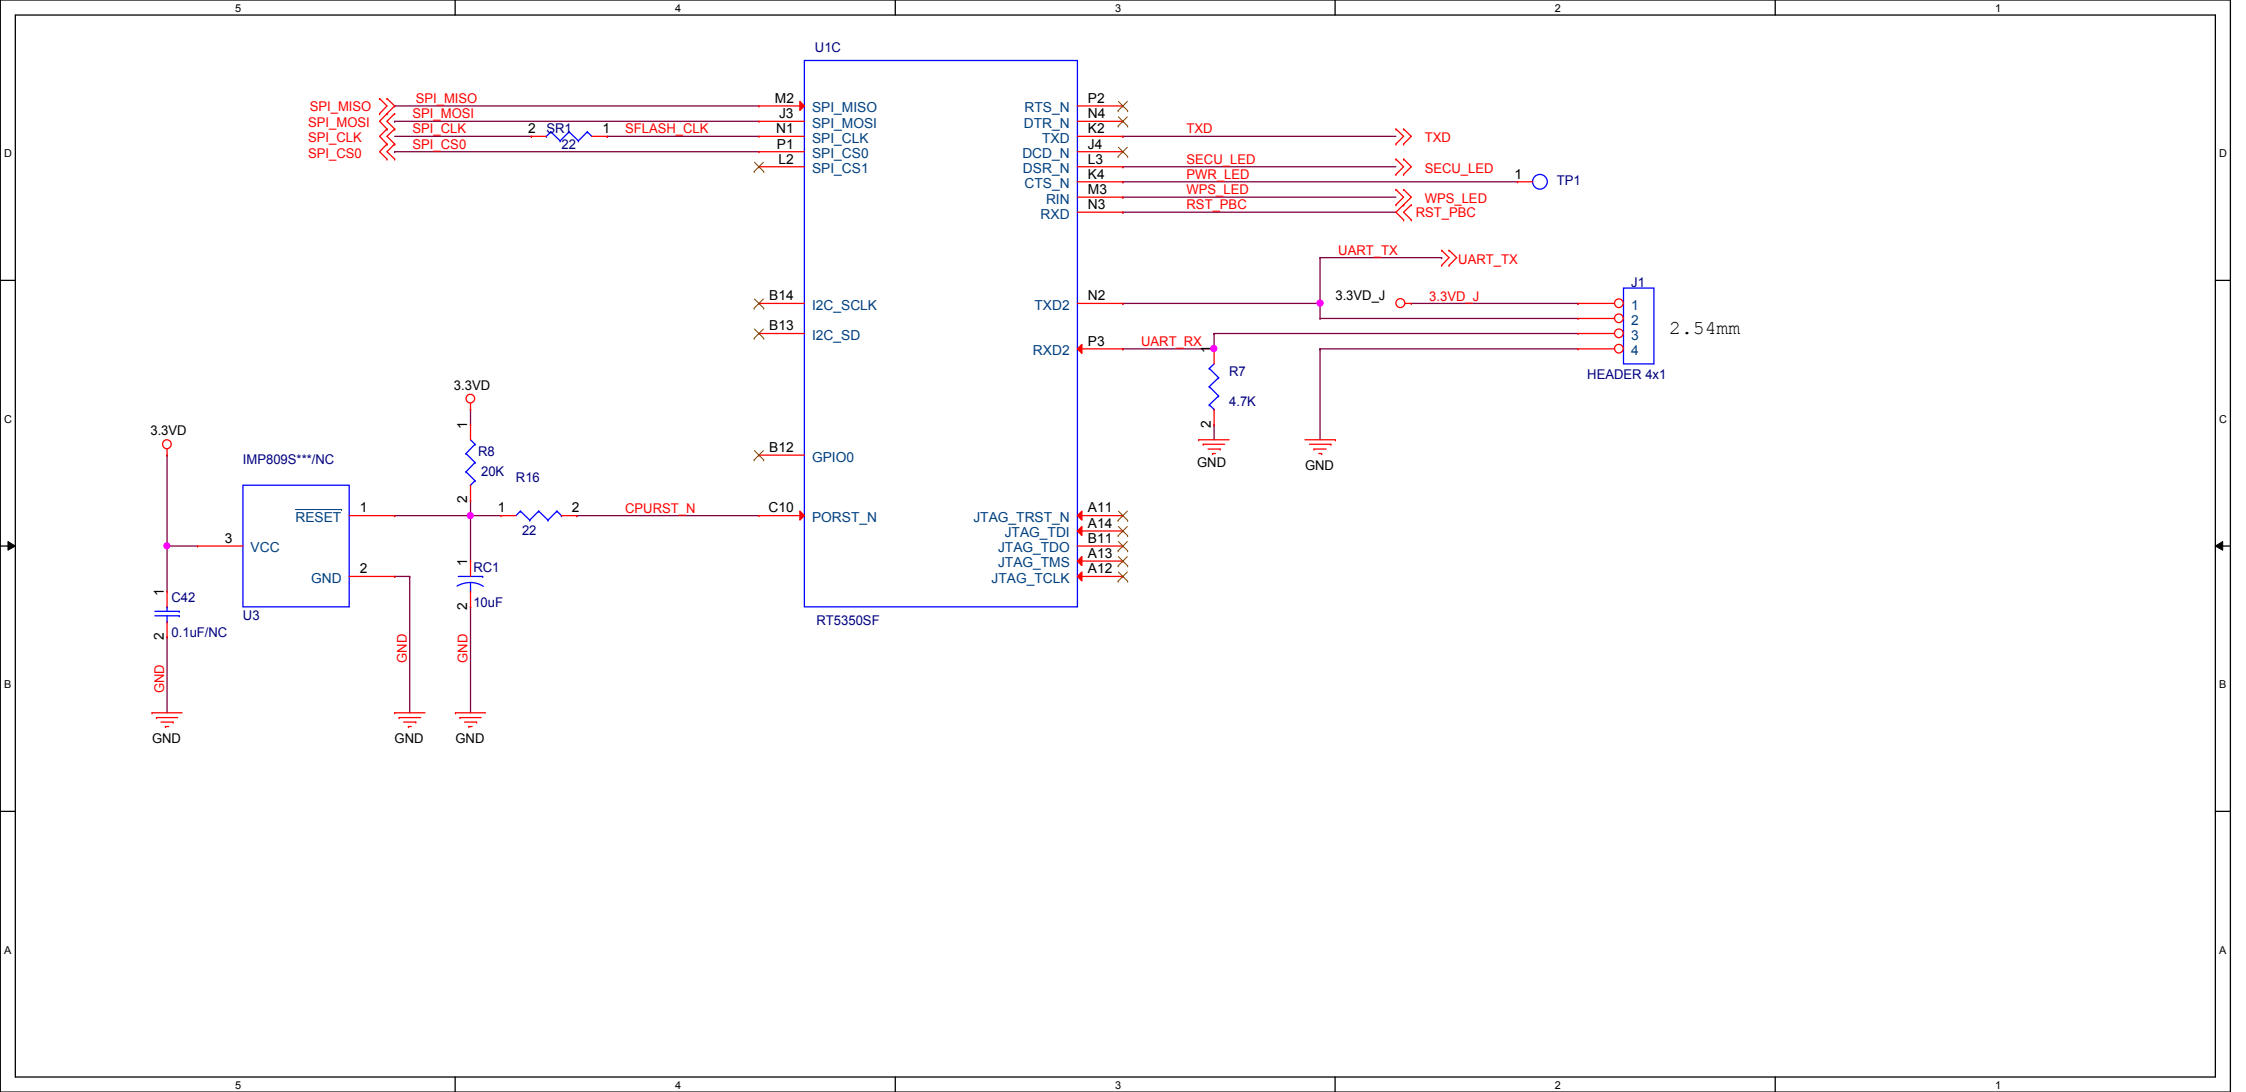 5 4 3 2 1
U1C
SPI_MISO SPI_MISO M2 SPI_MISO
SPI_MOSI SPI_MOSI J3 SPI_MOSI
SPI_CLK SPI_CLK 2 SR1 1 SFLASH_CLK N1 SPI_CLK
22
SPI_CS0 SPI_CS0 P1 SPI_CS0
L2 SPI_CS1
RTS_N P2
DTR_N N4
TXD K2 TXD TXD
DCD_N J4
DSR_N L3 SECU_LED SECU_LED
CTS_N K4 PWR_LED 1 TP1
RIN M3 WPS_LED WPS_LED
RXD N3 RST_PBC RST_PBC
D D
UART_TX UART_TX
B14 I2C_SCLK
B13 I2C_SD
TXD2 N2
3.3VD_J 3.3VD_J
J1
1
2
3
4
2.54mm
HEADER 4x1
RXD2 P3 UART_RX
1
R7
4.7K
2
GND
GND
C C
3.3VD
1
R8
20K
2
3.3VD
IMP809S***/NC
RESET 1
3 VCC
GND 2
U3
R16
1 2
22
CPURST_N C10 PORST_N
B12 GPIO0
1
RC1
10uF
2
1
C42
0.1uF/NC
2
GND
GND
GND
GND
GND
GND
JTAG_TRST_N A11
JTAG_TDI A14
JTAG_TDO B11
JTAG_TMS A13
JTAG_TCLK A12
RT5350SF
B B
A A
5 4 3 2 1